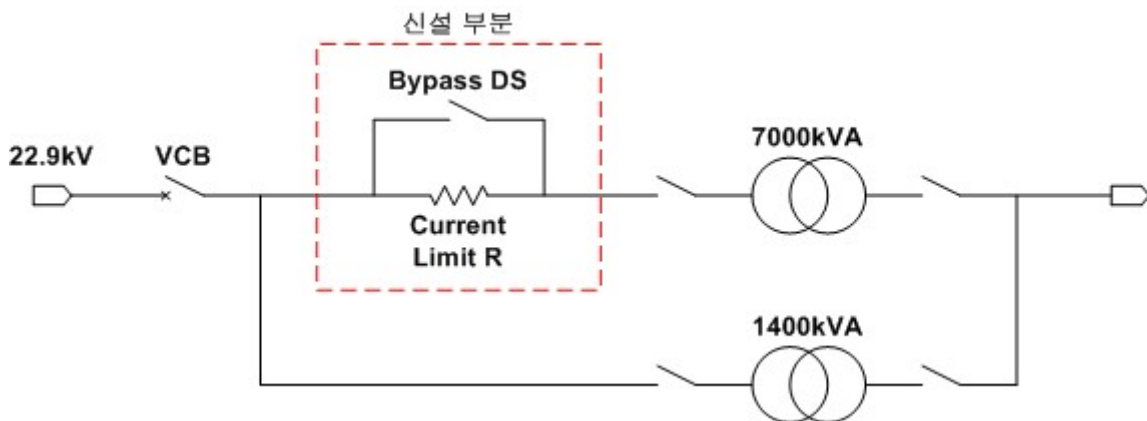 신설 부분
Bypass DS
22.9kV
VCB
7000kVA
Current
Limit R
1400kVA